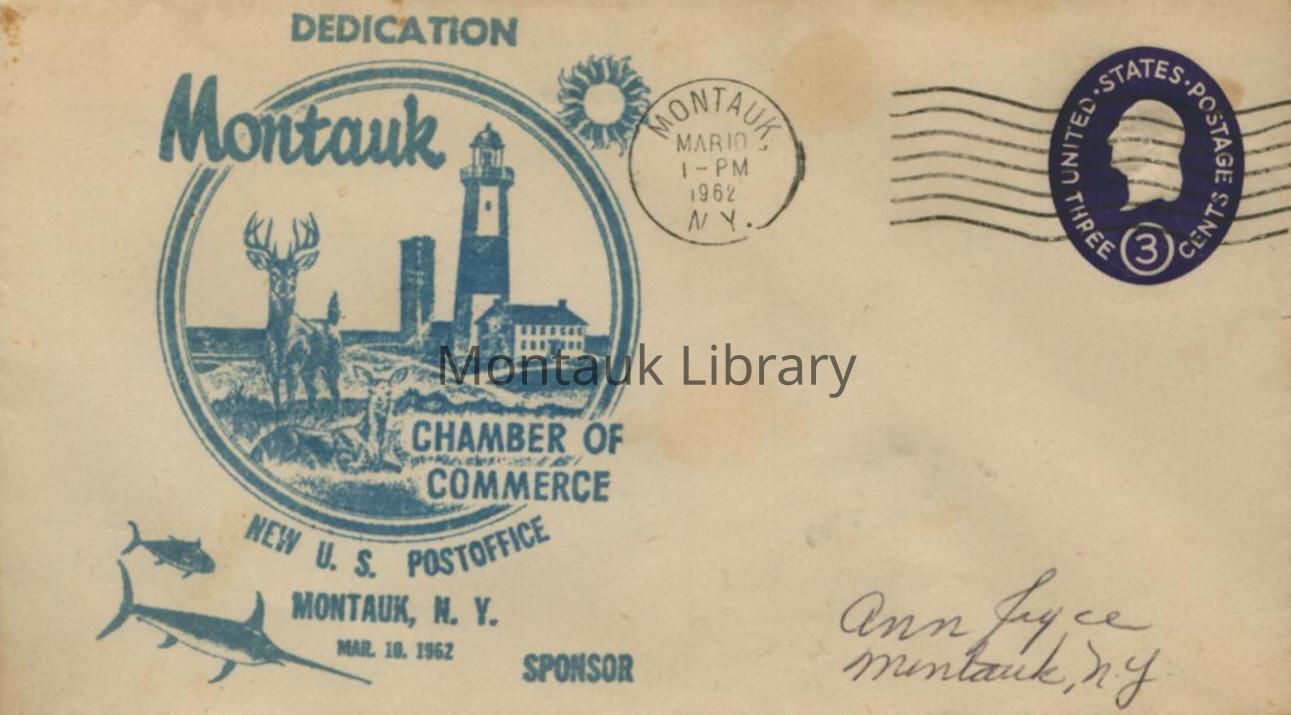 DEDICATION
Montauk
CHAMBER OF
COMMERCE
NEW U. S. POSTOFFICE
MONTAUK, N. Y.
MAR. 10. 1962
SPONSOR
MONTAUK,
MAR 10
1-PM
1962
N.Y.
UNITED·STATES·POSTAGE
THREE 3 CENTS
Montauk Library
Ann Joyce
Montauk, N.Y